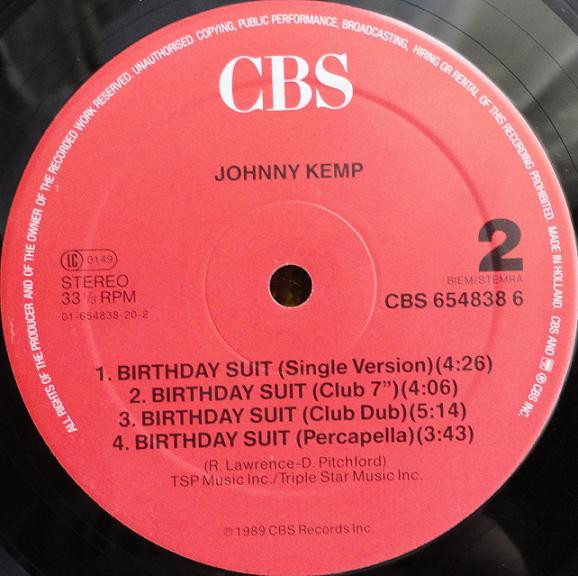 ALL RIGHTS OF THE PRODUCER AND OF THE OWNER OF THE RECORDED WORK RESERVED. UNAUTHORISED COPYING, PUBLIC PERFORMANCE, BROADCASTING, HIRING OR RENTAL OF THIS RECORDING PROHIBITED. MADE IN HOLLAND CBS AND ℗ CBS INC.
CBS
JOHNNY KEMP
2
LC 0149
STEREO
33⅓ RPM
01-654838-20-2
BIEM/STEMRA
CBS 654838 6
1. BIRTHDAY SUIT (Single Version)(4:26)
2. BIRTHDAY SUIT (Club 7")(4:06)
3. BIRTHDAY SUIT (Club Dub)(5:14)
4. BIRTHDAY SUIT (Percapella)(3:43)
(R. Lawrence-D. Pitchford)
TSP Music Inc./Triple Star Music Inc.
℗ 1989 CBS Records Inc.